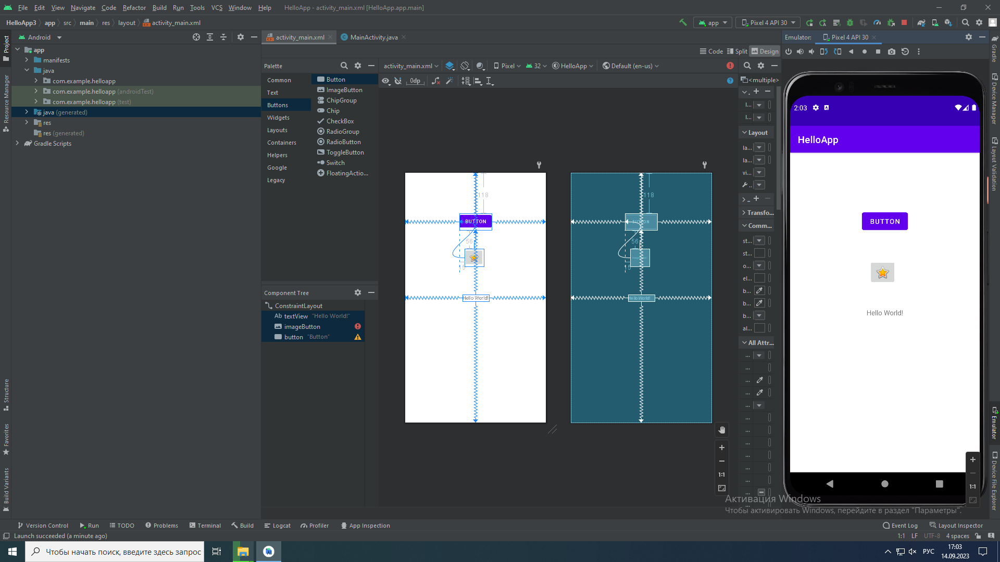 File Edit View Navigate Code Refactor Build Run Tools VCS Window Help HelloApp - activity_main.xml [HelloApp.app.main]
HelloApp3 app src main res layout activity_main.xml
app Pixel 4 API 30
Project
Resource Manager
Structure
Favorites
Build Variants
Android
app
manifests
java
com.example.helloapp
com.example.helloapp (androidTest)
com.example.helloapp (test)
java (generated)
res
res (generated)
Gradle Scripts
activity_main.xml MainActivity.java
Code Split Design
Palette
Common
Text
Buttons
Widgets
Layouts
Containers
Helpers
Google
Legacy
Button
ImageButton
ChipGroup
Chip
CheckBox
RadioGroup
RadioButton
ToggleButton
Switch
FloatingActio...
Component Tree
ConstraintLayout
Ab textView "Hello World!"
imageButton
button "Button"
activity_main.xml Pixel 32 HelloApp Default (en-us)
0dp
118
BUTTON
56
15
Hello World!
118
BUTTON
56
15
Hello World!
1:1
<multiple>
l...
l...
Layout
la...
la...
vi...
Transfo...
Comm...
st...
st...
o...
el...
b...
b...
b...
al...
All Attr...
Emulator: Pixel 4 API 30
2:03
HelloApp
BUTTON
Hello World!
1:1
Gradle
Device Manager
Layout Validation
Emulator
Device File Explorer
Активация Windows
Чтобы активировать Windows, перейдите в раздел "Параметры".
Version Control Run TODO Problems Terminal Build Logcat Profiler App Inspection Event Log Layout Inspector
Launch succeeded (a minute ago) 1:1 LF UTF-8 4 spaces
Чтобы начать поиск, введите здесь запрос
РУС
17:03
14.09.2023